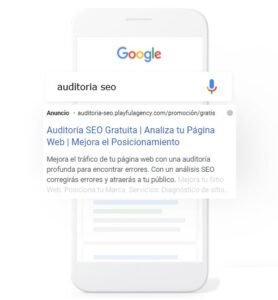 Google
auditoria seo
Anuncio • auditoria-seo.playfulagency.com/promoción/gratis
Auditoría SEO Gratuita | Analiza tu Página
Web | Mejora el Posicionamiento
Mejora el tráfico de tu página web con una auditoría
profunda para encontrar errores. Con un análisis SEO
corregirás errores y atraerás a tu público. Mejora tu Sitio
Web. Posiciona tu Marca. Servicios: Diagnóstico de sitio..